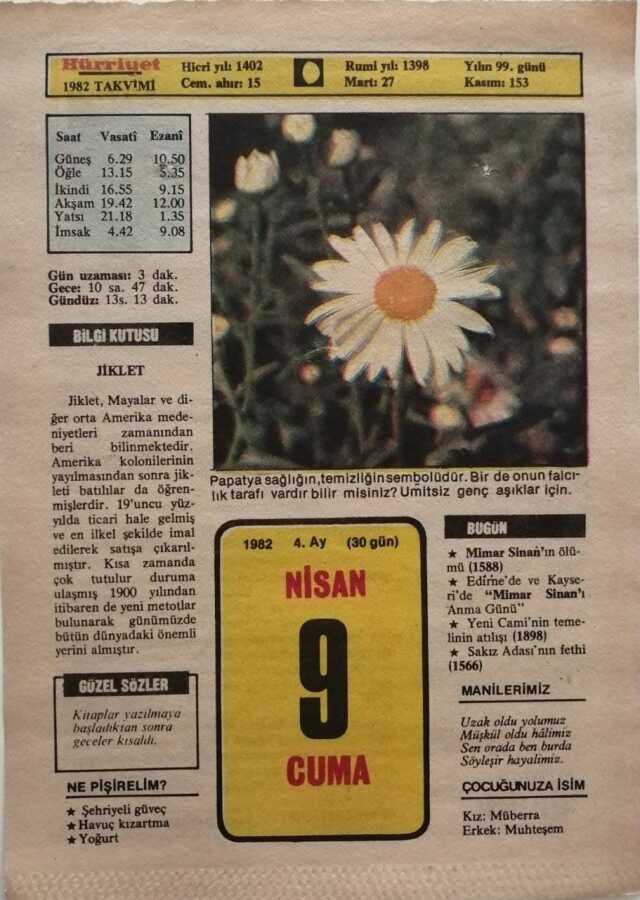 Hürriyet
1982 TAKVİMİ
Hicri yıl: 1402
Cem. ahır: 15
Rumi yıl: 1398
Mart: 27
Yılın 99. günü
Kasım: 153
Saat Vasatî Ezanî
Güneş 6.29 10.50
Öğle 13.15 5.35
İkindi 16.55 9.15
Akşam 19.42 12.00
Yatsı 21.18 1.35
İmsak 4.42 9.08
Gün uzaması: 3 dak.
Gece: 10 sa. 47 dak.
Gündüz: 13s. 13 dak.
BİLGİ KUTUSU
JİKLET
Jiklet, Mayalar ve di-
ğer orta Amerika mede-
niyetleri zamanından
beri bilinmektedir.
Amerika kolonilerinin
yayılmasından sonra jik-
leti batılılar da öğren-
mişlerdir. 19'uncu yüz-
yılda ticari hale gelmiş
ve en ilkel şekilde imal
edilerek satışa çıkarıl-
mıştır. Kısa zamanda
çok tutulur duruma
ulaşmış 1900 yılından
itibaren de yeni metotlar
bulunarak günümüzde
bütün dünyadaki önemli
yerini almıştır.
GÜZEL SÖZLER
Kitaplar yazılmaya
başladıktan sonra
geceler kısaldı.
NE PİŞİRELİM?
★ Şehriyeli güveç
★ Havuç kızartma
★ Yoğurt
Papatya sağlığın,temizliğin sembolüdür. Bir de onun falcı-
lık tarafı vardır bilir misiniz? Umitsiz genç aşıklar için.
1982 4. Ay (30 gün)
NİSAN
9
CUMA
BUGÜN
★ Mimar Sinan'ın ölü-
mü (1588)
★ Edirne'de ve Kayse-
ri'de "Mimar Sinan'ı
Anma Günü"
★ Yeni Cami'nin teme-
linin atılışı (1898)
★ Sakız Adası'nın fethi
(1566)
MANİLERİMİZ
Uzak oldu yolumuz
Müşkül oldu hâlimiz
Sen orada ben burda
Söyleşir hayalimiz.
ÇOCUĞUNUZA İSİM
Kız: Müberra
Erkek: Muhteşem